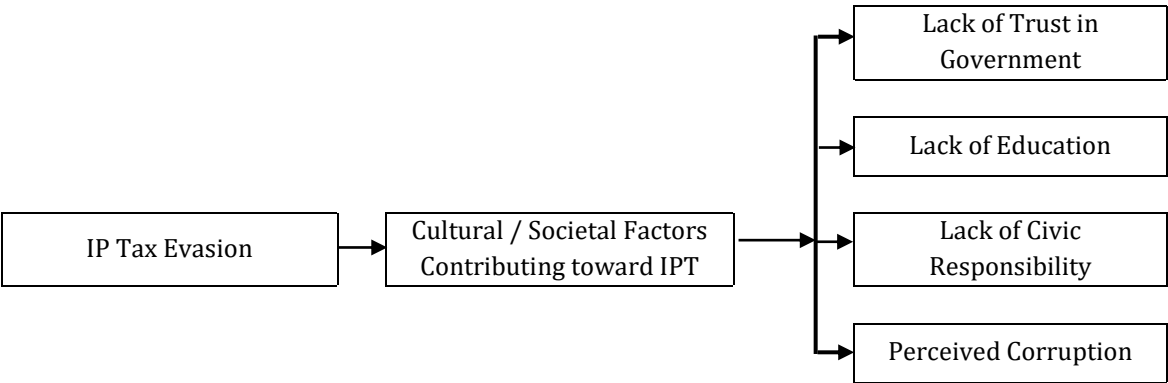 Lack of Trust in
Government
Lack of Education
IP Tax Evasion
Cultural / Societal Factors
Contributing toward IPT
Lack of Civic
Responsibility
Perceived Corruption